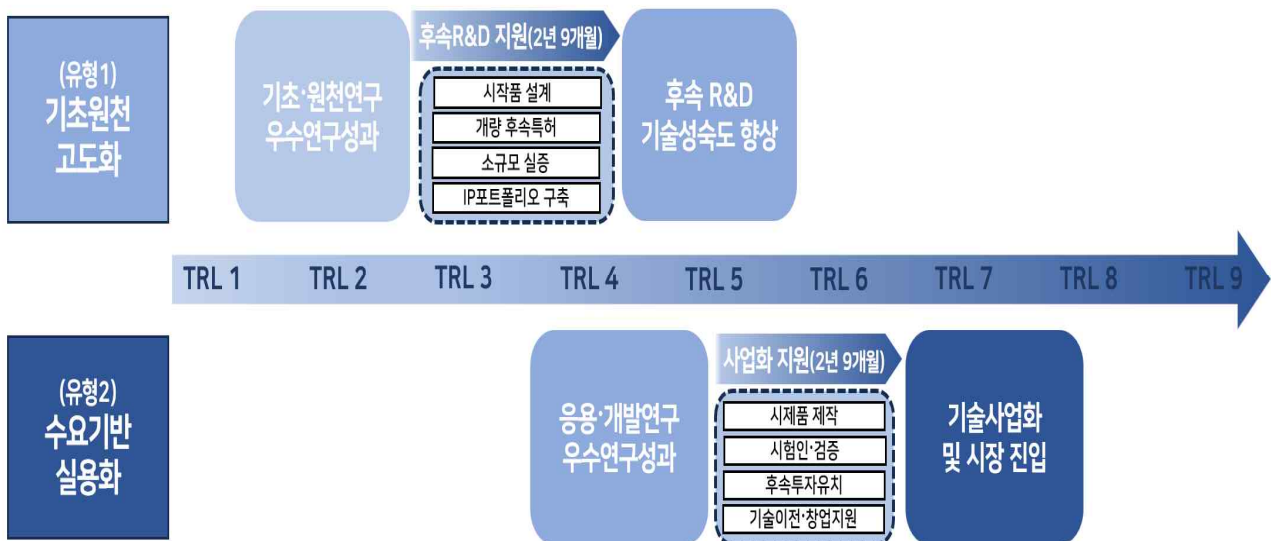 (유형1)
기초원천
고도화
기초·원천연구
우수연구성과
후속R&D 지원(2년 9개월)
시작품 설계
개량 후속특허
소규모 실증
IP포트폴리오 구축
후속 R&D
기술성숙도 향상
TRL 1
TRL 2
TRL 3
TRL 4
TRL 5
TRL 6
TRL 7
TRL 8
TRL 9
(유형2)
수요기반
실용화
응용·개발연구
우수연구성과
사업화 지원(2년 9개월)
시제품 제작
시험인·검증
후속투자유치
기술이전·창업지원
기술사업화
및 시장 진입